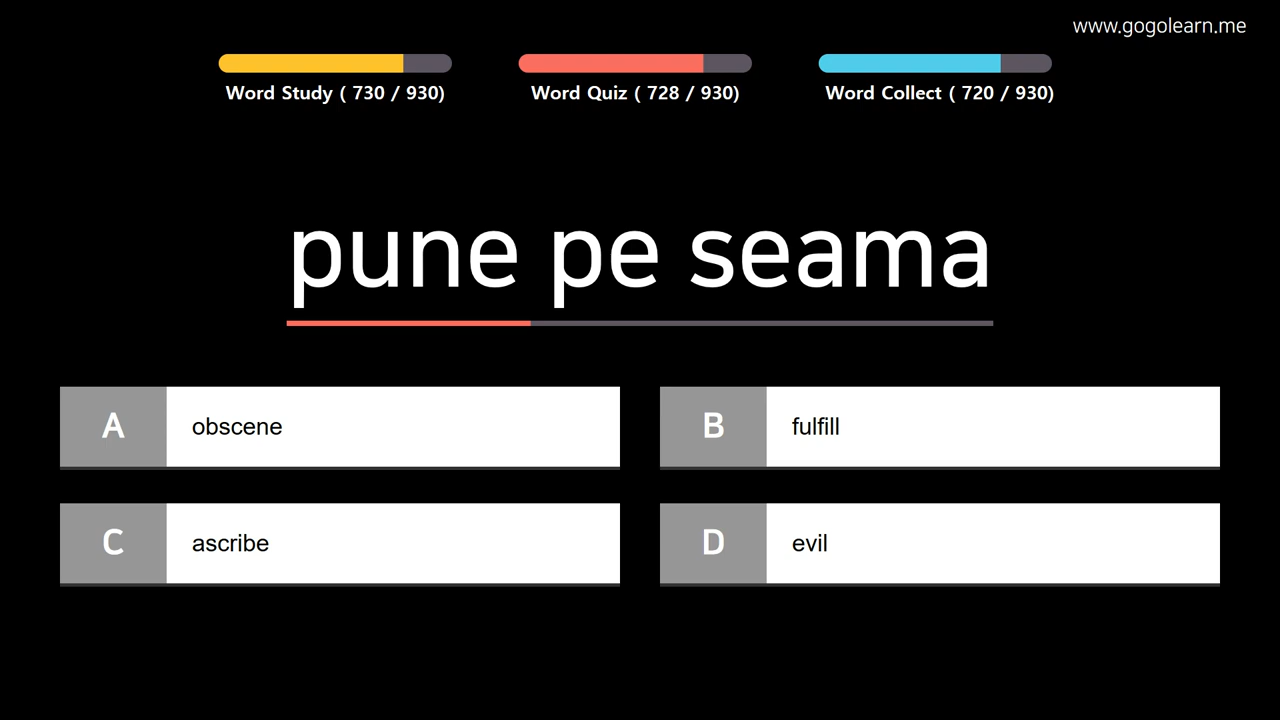 www.gogolearn.me
Word Study ( 730 / 930)
Word Quiz ( 728 / 930)
Word Collect ( 720 / 930)
pune pe seama
A
obscene
B
fulfill
C
ascribe
D
evil